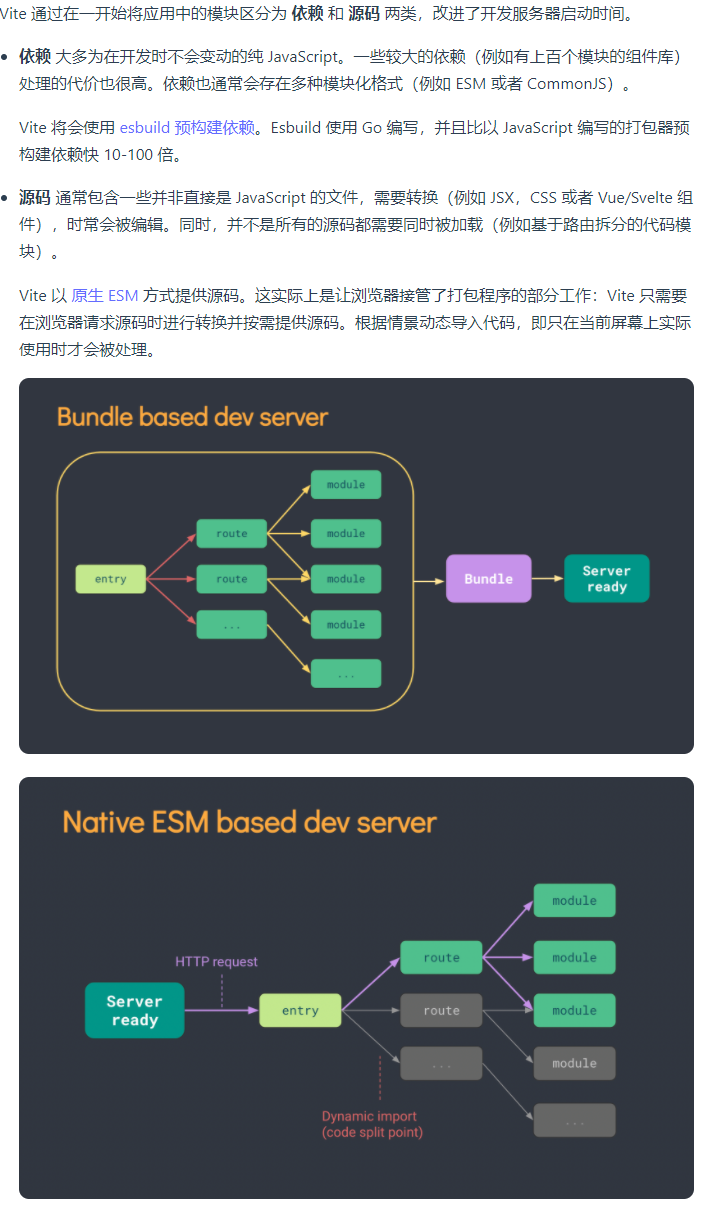 Vite 通过在一开始将应用中的模块区分为 依赖 和 源码 两类，改进了开发服务器启动时间。
依赖 大多为在开发时不会变动的纯 JavaScript。一些较大的依赖（例如有上百个模块的组件库）
处理的代价也很高。依赖也通常会存在多种模块化格式（例如 ESM 或者 CommonJS）。
Vite 将会使用 esbuild 预构建依赖。Esbuild 使用 Go 编写，并且比以 JavaScript 编写的打包器预
构建依赖快 10-100 倍。
源码 通常包含一些并非直接是 JavaScript 的文件，需要转换（例如 JSX，CSS 或者 Vue/Svelte 组
件），时常会被编辑。同时，并不是所有的源码都需要同时被加载（例如基于路由拆分的代码模
块）。
Vite 以 原生 ESM 方式提供源码。这实际上是让浏览器接管了打包程序的部分工作：Vite 只需要
在浏览器请求源码时进行转换并按需提供源码。根据情景动态导入代码，即只在当前屏幕上实际
使用时才会被处理。
Bundle based dev server
entry
route
route
...
module
module
module
module
...
Bundle
Server
ready
Native ESM based dev server
Server
ready
HTTP request
entry
route
route
...
module
module
module
module
...
Dynamic import
(code split point)